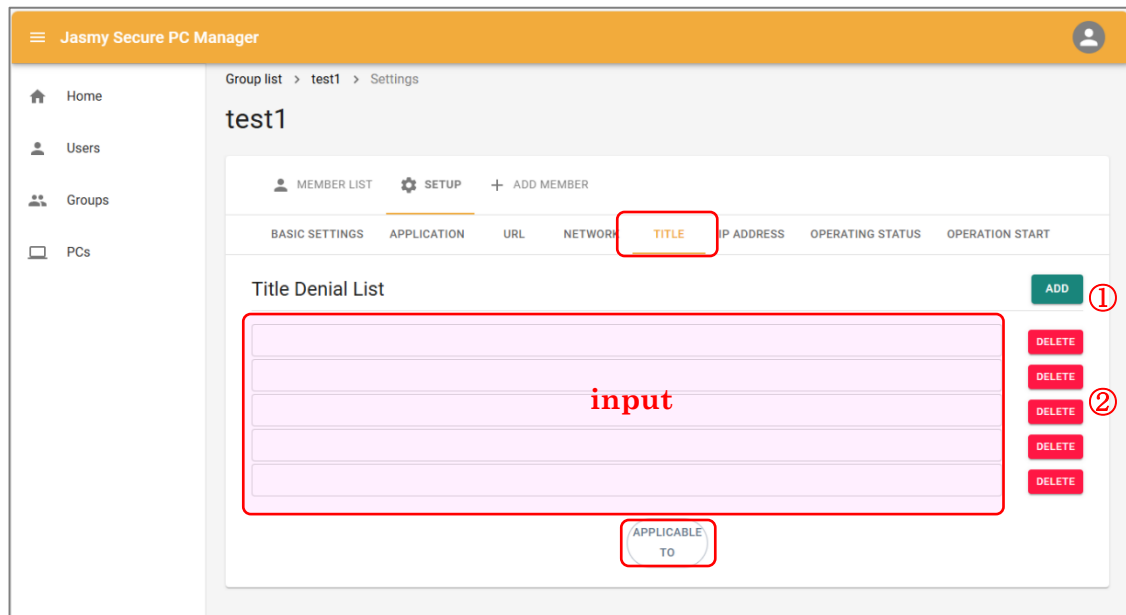 Jasmy Secure PC Manager
Home
Users
Groups
PCs
Group list > test1 > Settings
test1
MEMBER LIST SETUP + ADD MEMBER
BASIC SETTINGS APPLICATION URL NETWORK TITLE IP ADDRESS OPERATING STATUS OPERATION START
Title Denial List ADD ①
DELETE
DELETE
input DELETE ②
DELETE
DELETE
APPLICABLE
TO